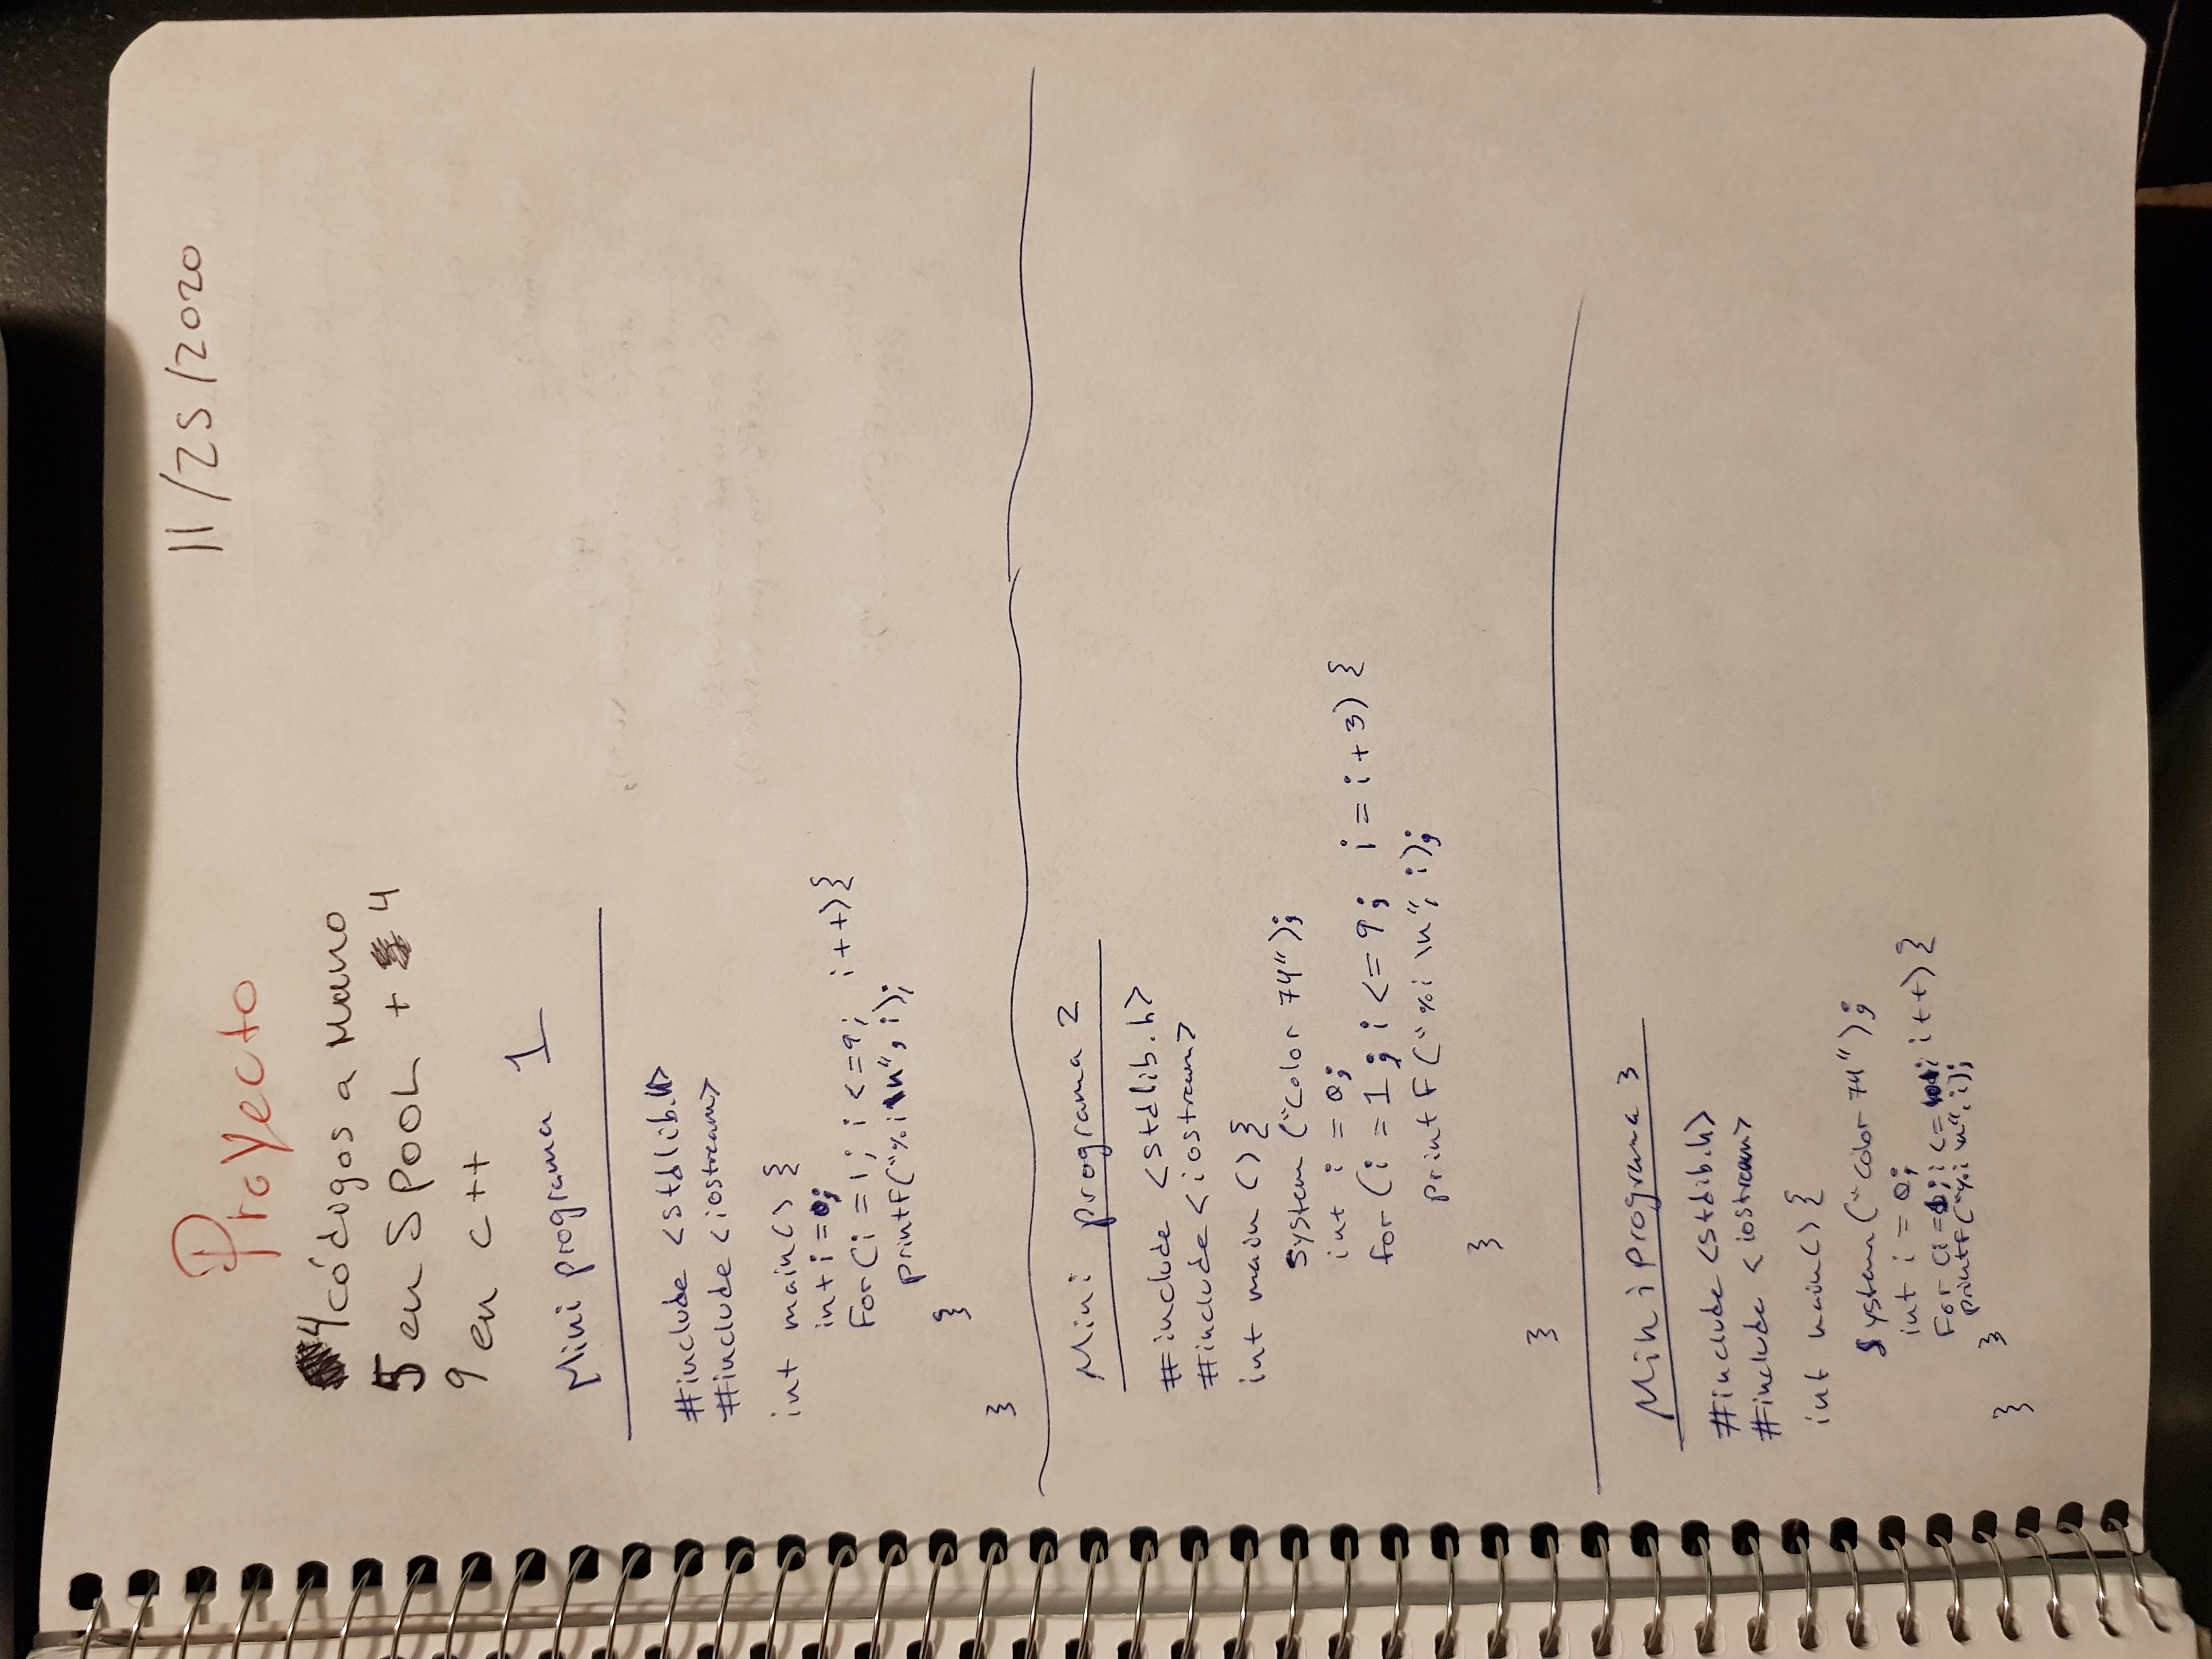 11/25/2020
Proyecto
4 códigos a mano
5 en SPOOL + 4
9 en c++
Mini programa 1
#include <stdlib.h>
#include <iostream>
int main() {
int i = 0;
For (i = 1; i <= 9; i++) {
printf("%i\n", i);
}
}
Mini programa 2
#include <stdlib.h>
#include <iostream>
int main () {
System ("Color 74");
int i = 0;
for (i = 1; i <= 9; i = i + 3) {
printf ("%i \n", i);
}
}
Mini programa 3
#include <stdib.h>
#include <iostream>
int main() {
System ("Color 74");
int i = 0;
For (i = 1; i <= i++) {
printf ("%i \n", i);
}
}